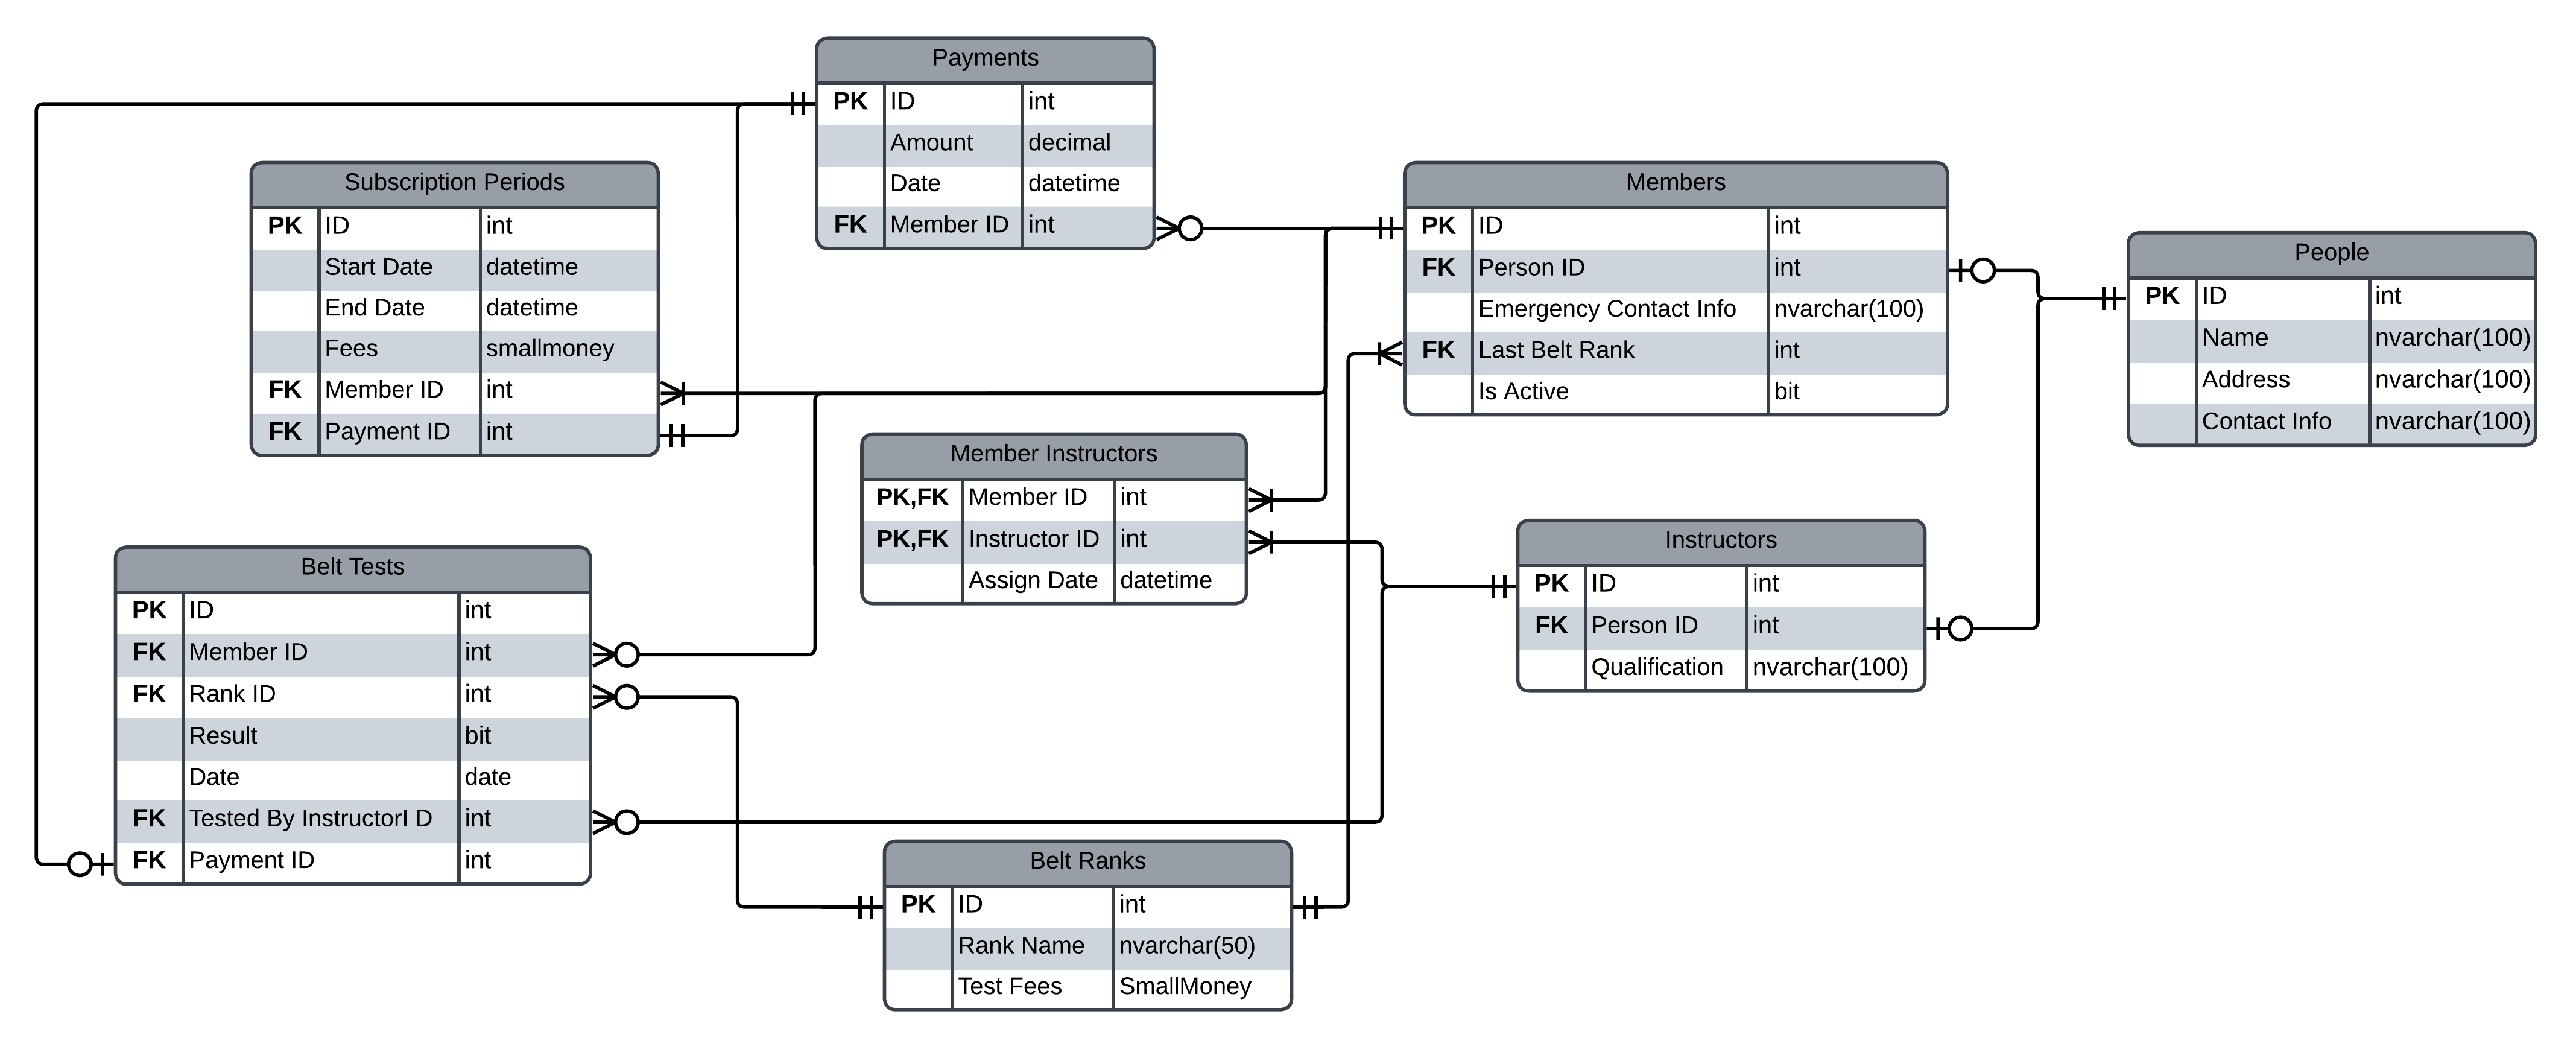 Payments
PK ID int
Amount decimal
Date datetime
FK Member ID int
Subscription Periods
PK ID int
Start Date datetime
End Date datetime
Fees smallmoney
FK Member ID int
FK Payment ID int
Members
PK ID int
FK Person ID int
Emergency Contact Info nvarchar(100)
FK Last Belt Rank int
Is Active bit
People
PK ID int
Name nvarchar(100)
Address nvarchar(100)
Contact Info nvarchar(100)
Member Instructors
PK,FK Member ID int
PK,FK Instructor ID int
Assign Date datetime
Instructors
PK ID int
FK Person ID int
Qualification nvarchar(100)
Belt Tests
PK ID int
FK Member ID int
FK Rank ID int
Result bit
Date date
FK Tested By InstructorI D int
FK Payment ID int
Belt Ranks
PK ID int
Rank Name nvarchar(50)
Test Fees SmallMoney